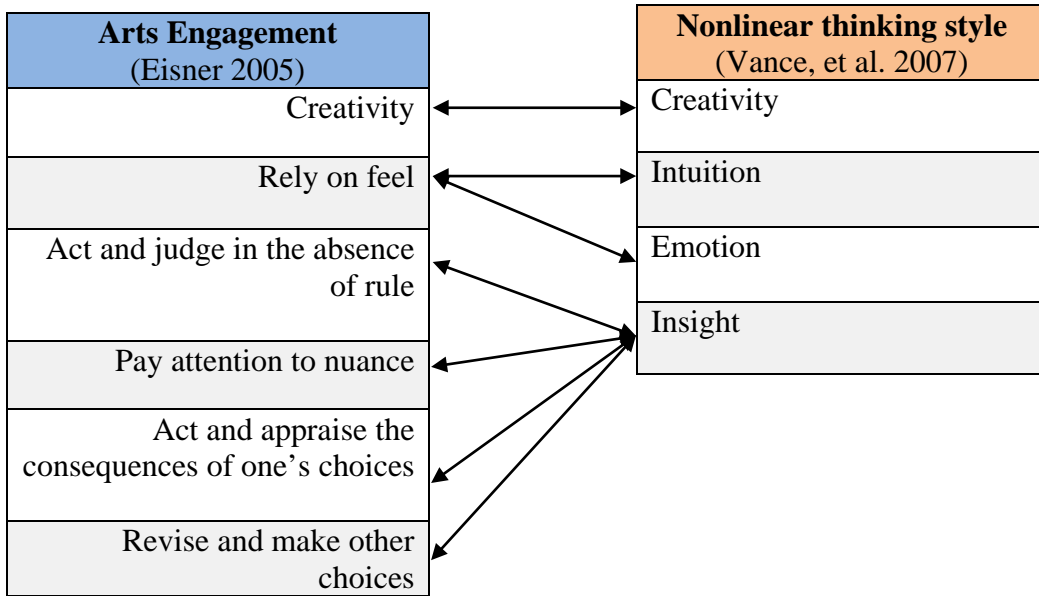 Arts Engagement
(Eisner 2005)
Creativity
Rely on feel
Act and judge in the absence
of rule
Pay attention to nuance
Act and appraise the
consequences of one’s choices
Revise and make other
choices
Nonlinear thinking style
(Vance, et al. 2007)
Creativity
Intuition
Emotion
Insight